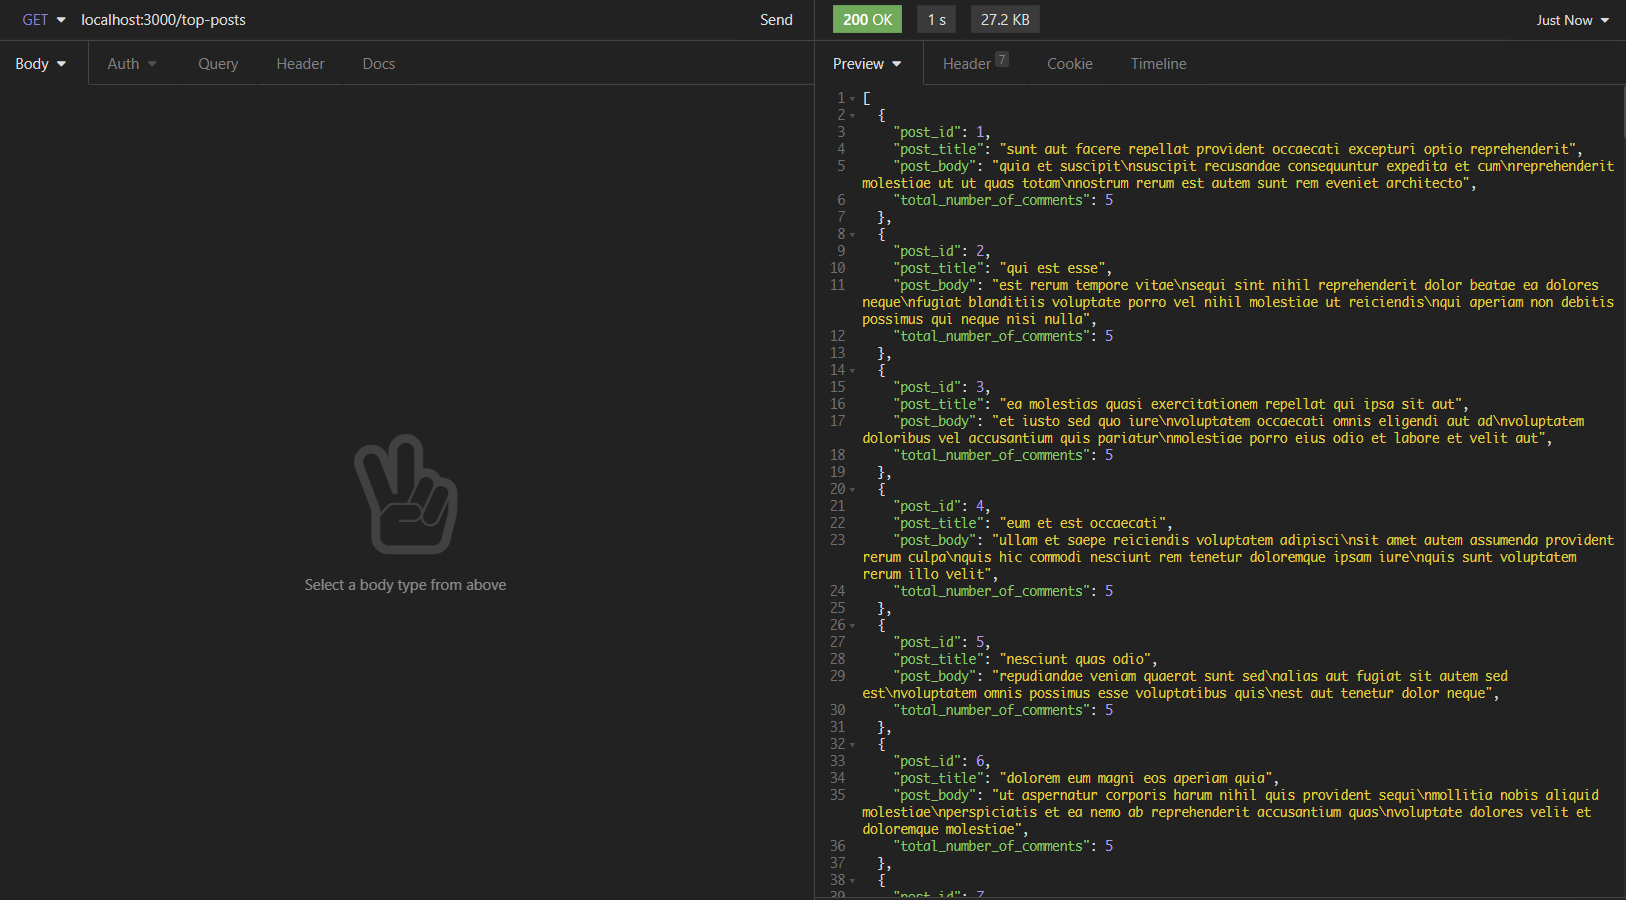 GET localhost:3000/top-posts Send 200 OK 1 s 27.2 KB Just Now
Body Auth Query Header Docs Preview Header 7 Cookie Timeline
Select a body type from above
1 [
2 {
3 "post_id": 1,
4 "post_title": "sunt aut facere repellat provident occaecati excepturi optio reprehenderit",
5 "post_body": "quia et suscipit\nsuscipit recusandae consequuntur expedita et cum\nreprehenderit
molestiae ut ut quas totam\nnostrum rerum est autem sunt rem eveniet architecto",
6 "total_number_of_comments": 5
7 },
8 {
9 "post_id": 2,
10 "post_title": "qui est esse",
11 "post_body": "est rerum tempore vitae\nsequi sint nihil reprehenderit dolor beatae ea dolores
neque\nfugiat blanditiis voluptate porro vel nihil molestiae ut reiciendis\nqui aperiam non debitis
possimus qui neque nisi nulla",
12 "total_number_of_comments": 5
13 },
14 {
15 "post_id": 3,
16 "post_title": "ea molestias quasi exercitationem repellat qui ipsa sit aut",
17 "post_body": "et iusto sed quo iure\nvoluptatem occaecati omnis eligendi aut ad\nvoluptatem
doloribus vel accusantium quis pariatur\nmolestiae porro eius odio et labore et velit aut",
18 "total_number_of_comments": 5
19 },
20 {
21 "post_id": 4,
22 "post_title": "eum et est occaecati",
23 "post_body": "ullam et saepe reiciendis voluptatem adipisci\nsit amet autem assumenda provident
rerum culpa\nquis hic commodi nesciunt rem tenetur doloremque ipsam iure\nquis sunt voluptatem
rerum illo velit",
24 "total_number_of_comments": 5
25 },
26 {
27 "post_id": 5,
28 "post_title": "nesciunt quas odio",
29 "post_body": "repudiandae veniam quaerat sunt sed\nalias aut fugiat sit autem sed
est\nvoluptatem omnis possimus esse voluptatibus quis\nest aut tenetur dolor neque",
30 "total_number_of_comments": 5
31 },
32 {
33 "post_id": 6,
34 "post_title": "dolorem eum magni eos aperiam quia",
35 "post_body": "ut aspernatur corporis harum nihil quis provident sequi\nmollitia nobis aliquid
molestiae\nperspiciatis et ea nemo ab reprehenderit accusantium quas\nvoluptate dolores velit et
doloremque molestiae",
36 "total_number_of_comments": 5
37 },
38 {
39 "post_id": 7